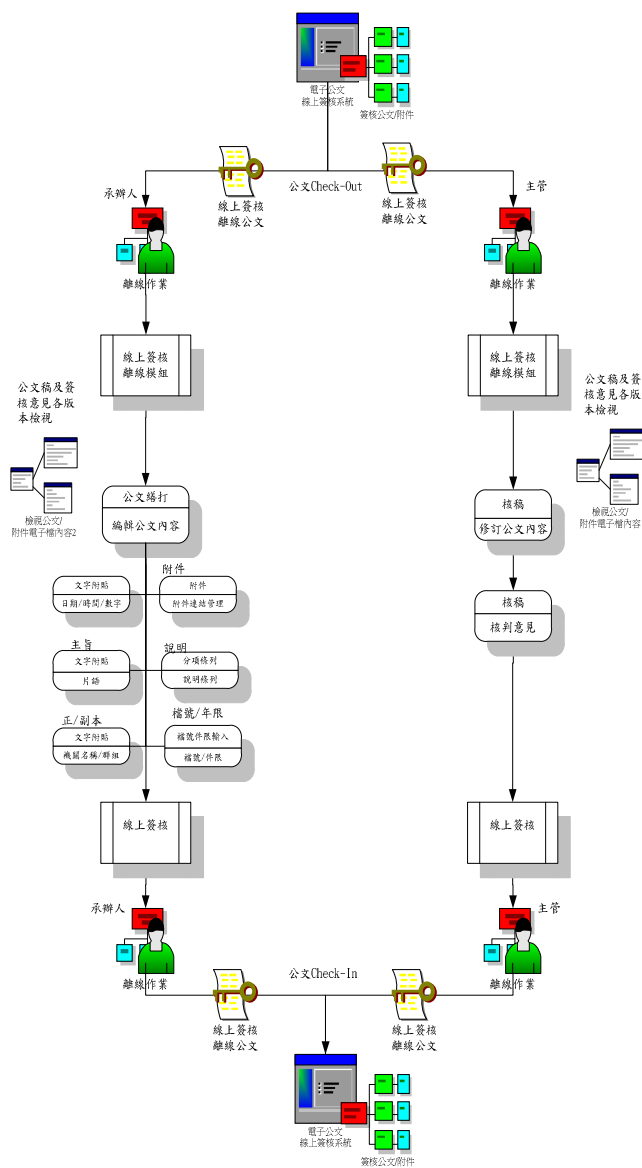 電子公文
線上簽核系統
簽核公文/附件
公文Check-Out
線上簽核
離線公文
線上簽核
離線公文
承辦人
離線作業
主管
離線作業
線上簽核
離線模組
線上簽核
離線模組
公文稿及簽
核意見各版
本檢視
檢視公文/
附件電子檔內容2
公文稿及簽
核意見各版
本檢視
檢視公文/
附件電子檔內容
公文繕打
編輯公文內容
核稿
修訂公文內容
附件
文字附貼
日期/時間/數字
附件
附件連結管理
核稿
核判意見
主旨
文字附貼
片語
說明
分項條列
說明條列
正/副本
文字附貼
機關名稱/群組
檔號/年限
檔號件限輸入
檔號/件限
線上簽核
線上簽核
承辦人
離線作業
主管
離線作業
公文Check-In
線上簽核
離線公文
線上簽核
離線公文
電子公文
線上簽核系統
簽核公文/附件